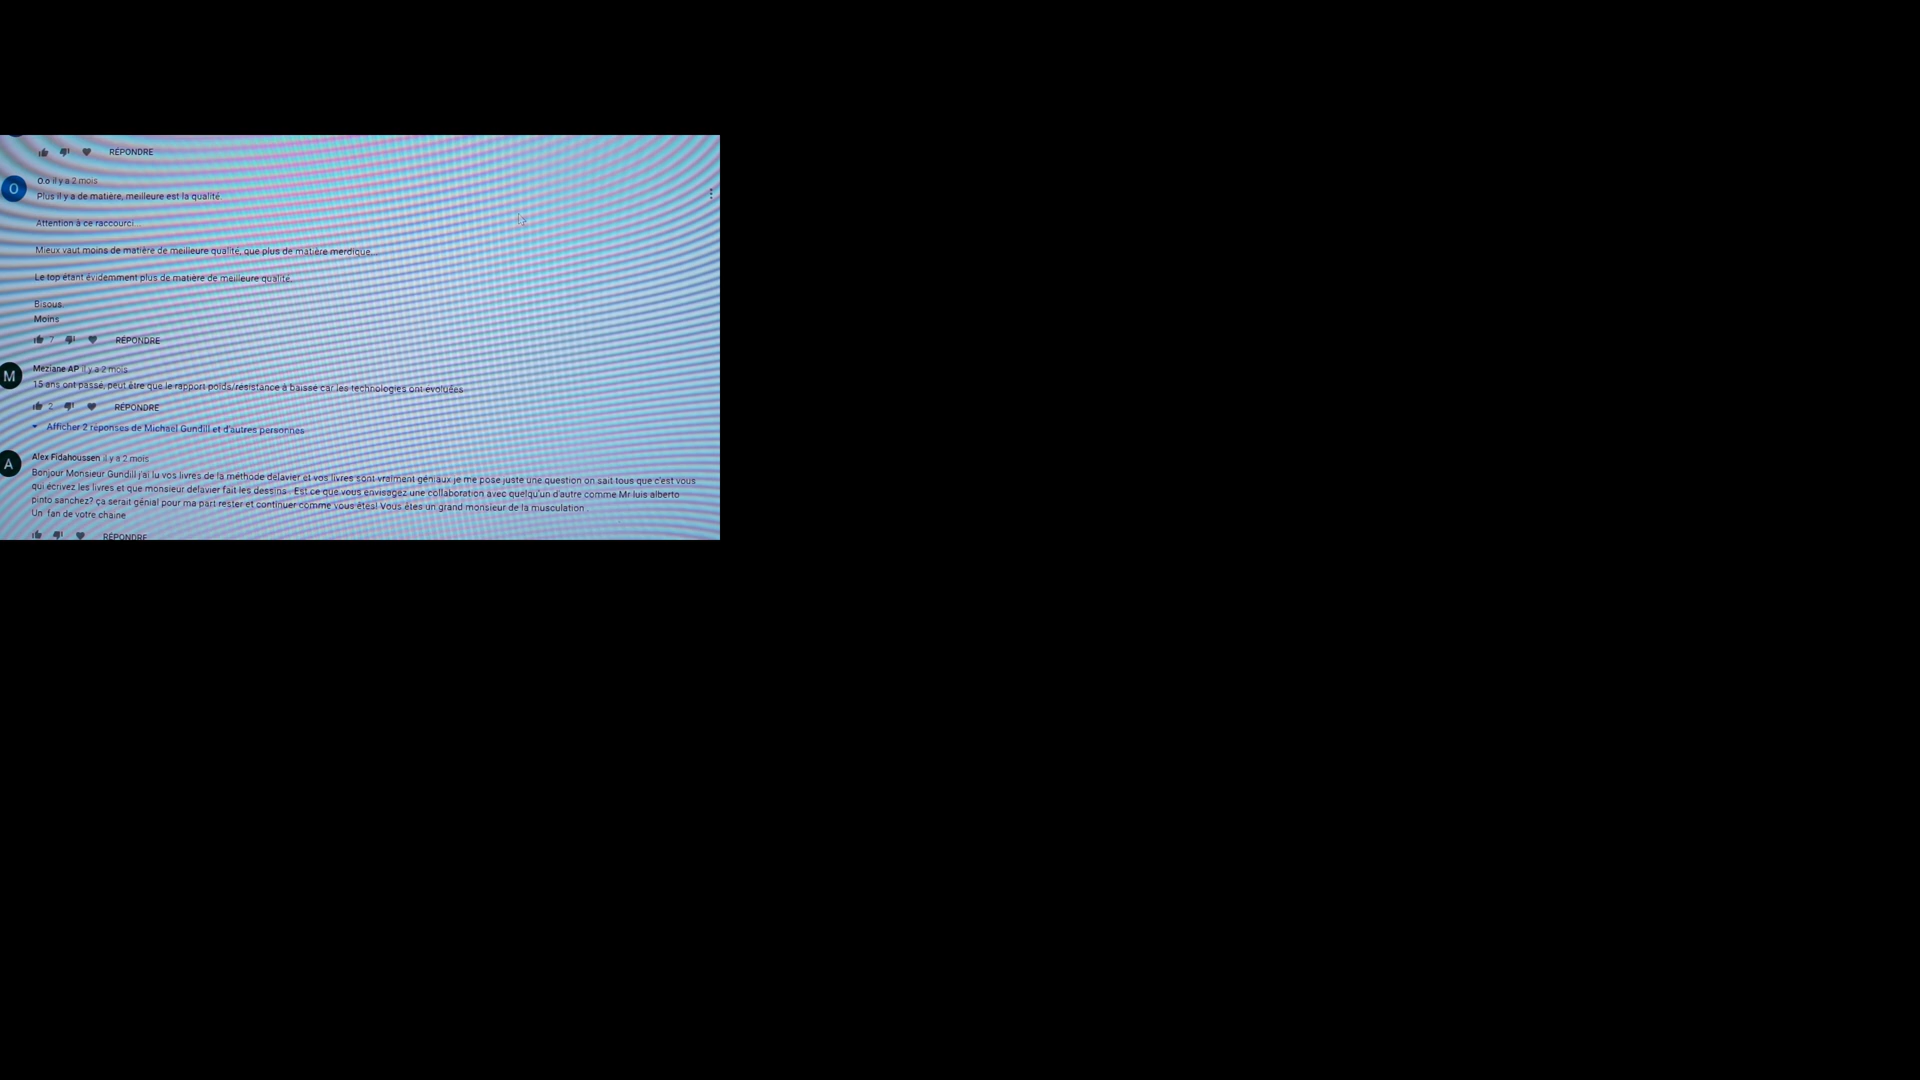 RÉPONDRE
O
O.o il y a 2 mois
Plus il y a de matière, meilleure est la qualité.
Attention à ce raccourci...
Mieux vaut moins de matière de meilleure qualité, que plus de matière merdique...
Le top étant évidemment plus de matière de meilleure qualité.
Bisous.
Moins
7 RÉPONDRE
M
Meziane AP il y a 2 mois
15 ans ont passé, peut être que le rapport poids/résistance à baissé car les technologies ont évoluées
2 RÉPONDRE
Afficher 2 réponses de Michael Gundill et d'autres personnes
A
Alex Fidahoussen il y a 2 mois
Bonjour Monsieur Gundill j'ai lu vos livres de la méthode delavier et vos livres sont vraiment géniaux je me pose juste une question on sait tous que c'est vous
qui écrivez les livres et que monsieur delavier fait les dessins . Est ce que vous envisagez une collaboration avec quelqu'un d'autre comme Mr luis alberto
pinto sanchez? ça serait génial pour ma part rester et continuer comme vous êtes! Vous êtes un grand monsieur de la musculation .
Un fan de votre chaine
RÉPONDRE